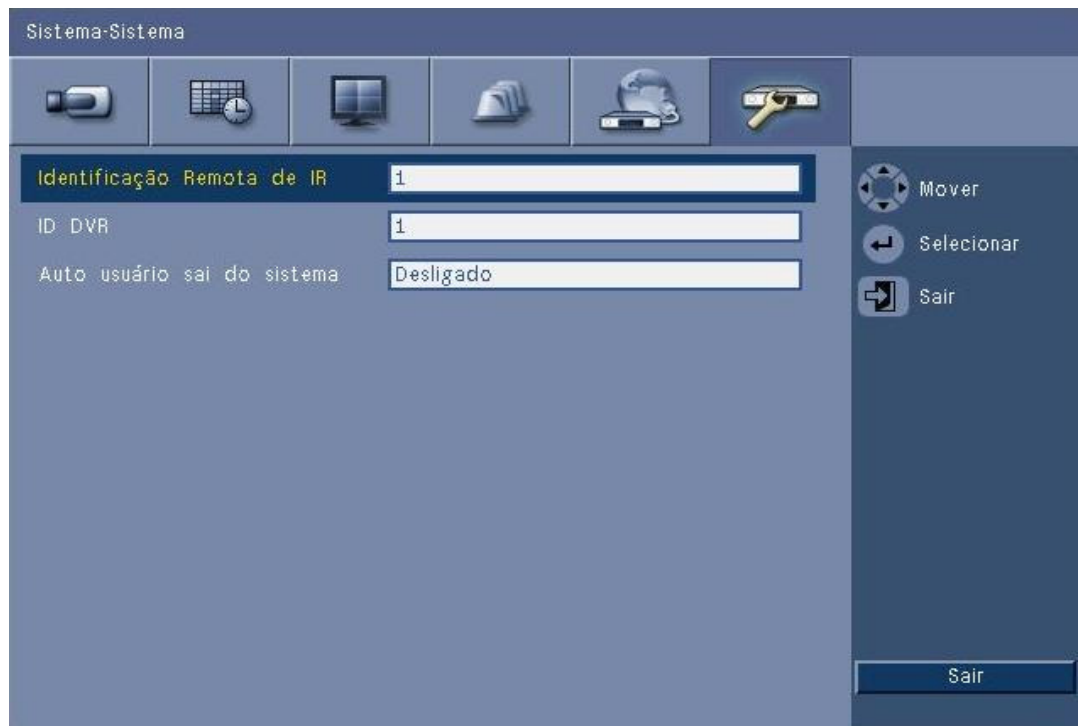 Sistema-Sistema
Identificação Remota de IR 1
ID DVR 1
Auto usuário sai do sistema Desligado
Mover
Selecionar
Sair
Sair